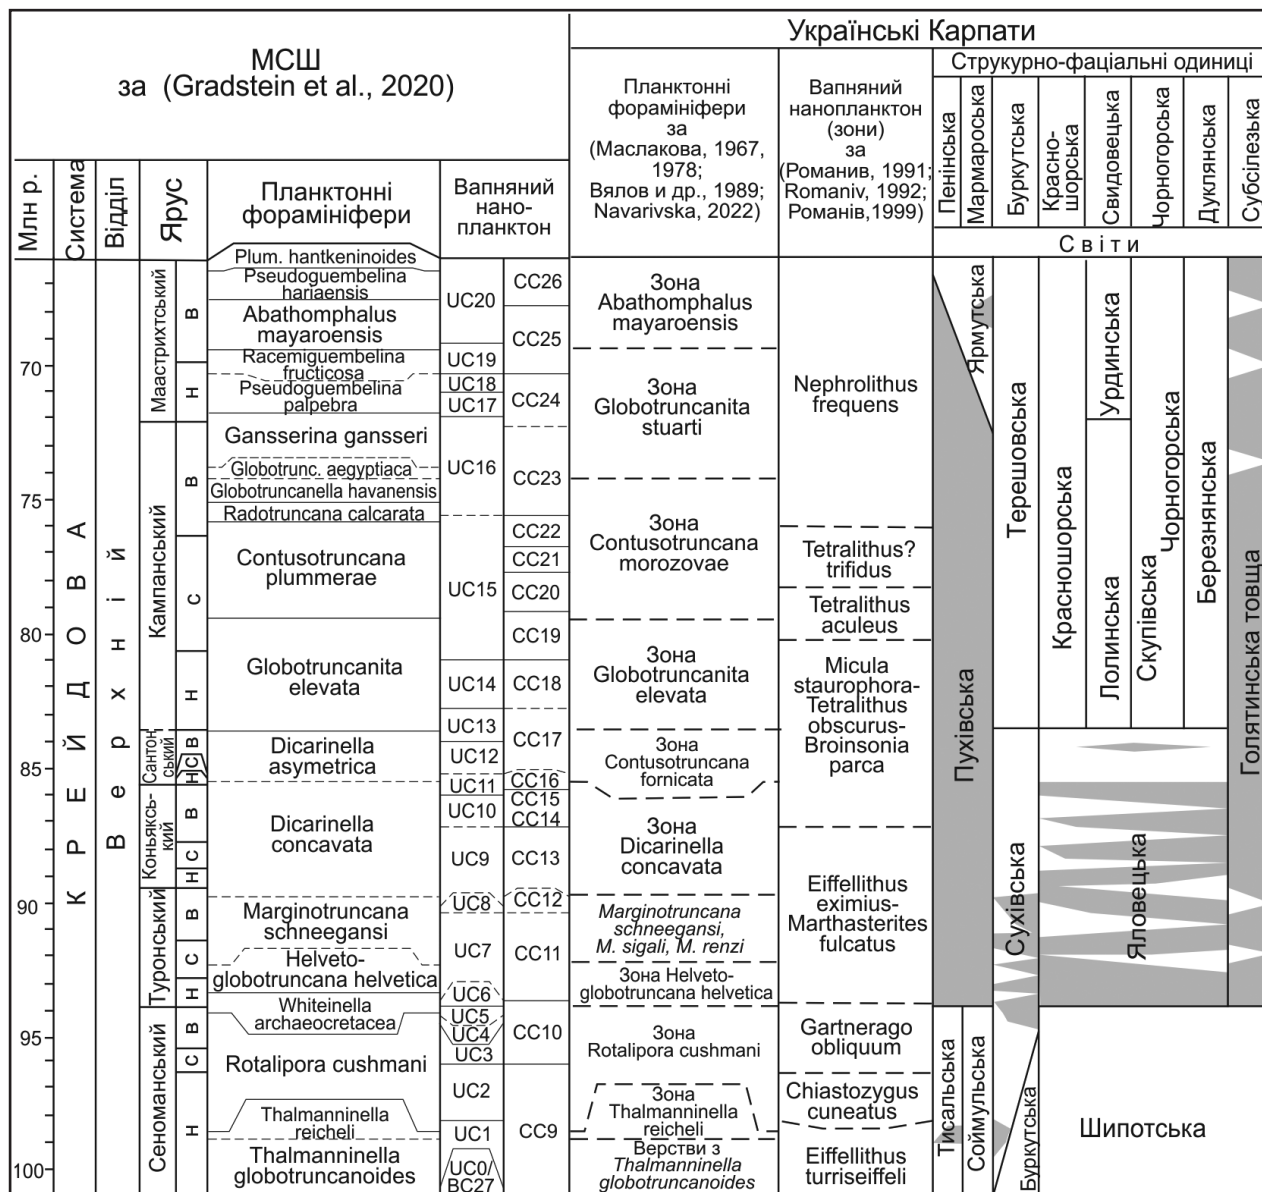 МСШ
за (Gradstein et al., 2020)
Українські Карпати
Планктонні
форамініфери
за
(Маслакова, 1967,
1978;
Вялов и др., 1989;
Navarivska, 2022)
Вапняний
нанопланктон
(зони)
за
(Романив, 1991;
Romaniv, 1992;
Романів,1999)
Струкурно-фаціальні одиниці
Пенінська
Мармароська
Буркутська
Красно-
шорська
Свидовецька
Чорногорська
Дуклянська
Субсілезька
Світи
Млн р.
Система
Відділ
Ярус
Планктонні
форамініфери
Вапняний
нано-
планктон
70
75
80
85
90
95
100
КРЕЙДОВА
Верхній
Маастрихтський
В
Н
Кампанський
В
С
Н
Сантон
ський
В
С
Н
Коньяксь-
кий
В
С
Н
Туронський
В
С
Н
Сеноманський
В
С
Н
Plum. hantkeninoides
Pseudoguembelina
hariaensis
Abathomphalus
mayaroensis
Racemiguembelina
fructicosa
Pseudoguembelina
palpebra
Gansserina gansseri
Globotrunc. aegyptiaca
Globotruncanella havanensis
Radotruncana calcarata
Contusotruncana
plummerae
Globotruncanita
elevata
Dicarinella
asymetrica
Dicarinella
concavata
Marginotruncana
schneegansi
Helveto-
globotruncana helvetica
Whiteinella
archaeocretacea
Rotalipora cushmani
Thalmanninella
reicheli
Thalmanninella
globotruncanoides
UC20
UC19
UC18
UC17
UC16
UC15
UC14
UC13
UC12
UC11
UC10
UC9
UC8
UC7
UC6
UC5
UC4
UC3
UC2
UC1
UC0/
BC27
CC26
CC25
CC24
CC23
CC22
CC21
CC20
CC19
CC18
CC17
CC16
CC15
CC14
CC13
CC12
CC11
CC10
CC9
Зона
Abathomphalus
mayaroensis
Зона
Globotruncanita
stuarti
Зона
Contusotruncana
morozovae
Зона
Globotruncanita
elevata
Зона
Contusotruncana
fornicata
Зона
Dicarinella
concavata
Marginotruncana
schneegansi,
M. sigali, M. renzi
Зона Helveto-
globotruncana helvetica
Зона
Rotalipora cushmani
Зона
Thalmanninella
reicheli
Верстви з
Thalmanninella
globotruncanoides
Nephrolithus
frequens
Tetralithus?
trifidus
Tetralithus
aculeus
Micula
staurophora-
Tetralithus
obscurus-
Broinsonia
parca
Eiffellithus
eximius-
Marthasterites
fulcatus
Gartnerago
obliquum
Chiastozygus
cuneatus
Eiffellithus
turriseiffeli
Пухівська
Ярмутська
Тисальська
Соймульська
Терешовська
Сухівська
Буркутська
Красношорська
Урдинська
Лолинська
Скупівська
Чорногорська
Березнянська
Яловецька
Шипотська
Голятинська товща